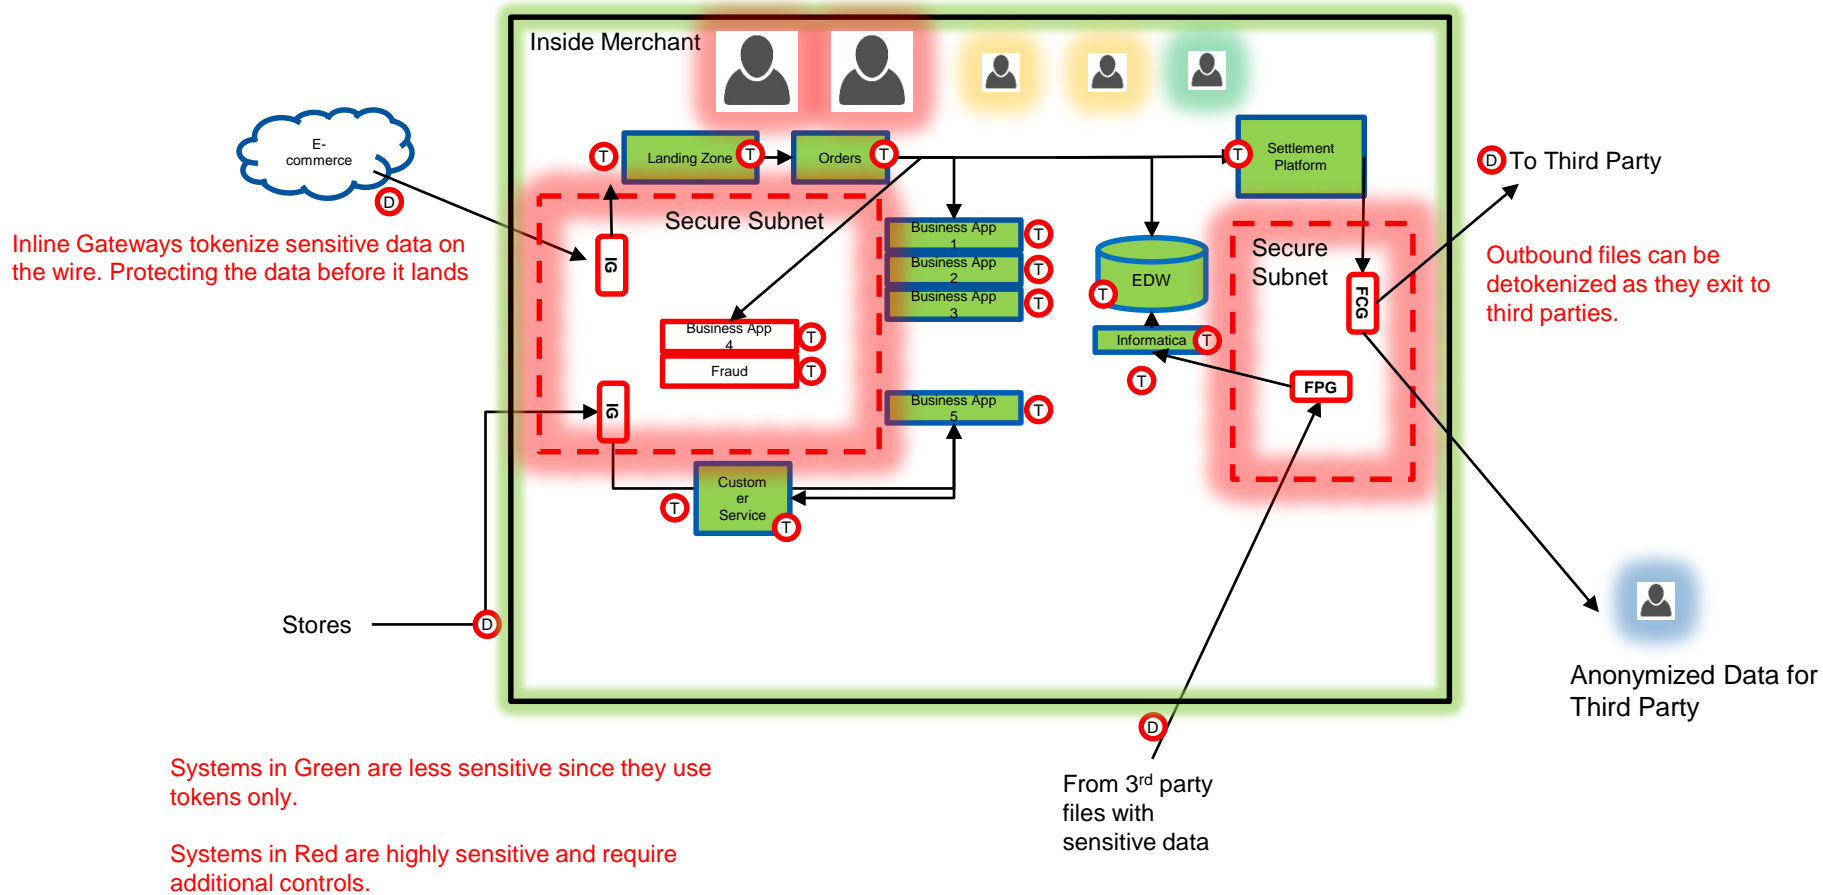 Inside Merchant
E-
commerce
D
Inline Gateways tokenize sensitive data on
the wire. Protecting the data before it lands
T
Landing Zone
T
Orders
T
T
Settlement
Platform
D
To Third Party
Secure Subnet
IG
Business App
1
T
Business App
2
T
Business App
3
T
EDW
T
Informatica
T
T
Secure
Subnet
FCG
FPG
Outbound files can be
detokenized as they exit to
third parties.
Business App
4
T
Fraud
T
IG
Business App
5
T
Custom
er
Service
T
T
Stores
D
Anonymized Data for
Third Party
D
From 3rd party
files with
sensitive data
Systems in Green are less sensitive since they use
tokens only.
Systems in Red are highly sensitive and require
additional controls.